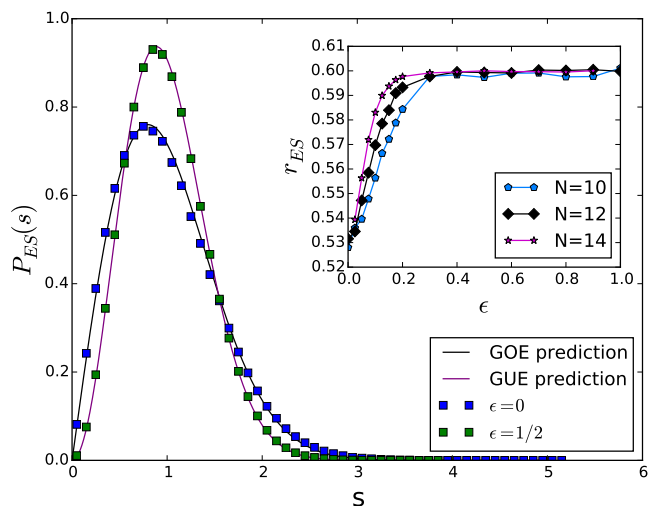 P_ES(s)
1.0
0.8
0.6
0.4
0.2
0.0
0
1
2
3
4
5
6
s
GOE prediction
GUE prediction
ϵ=0
ϵ=1/2
r_ES
0.61
0.60
0.59
0.58
0.57
0.56
0.55
0.54
0.53
0.52
0.0
0.2
0.4
0.6
0.8
1.0
ϵ
N=10
N=12
N=14